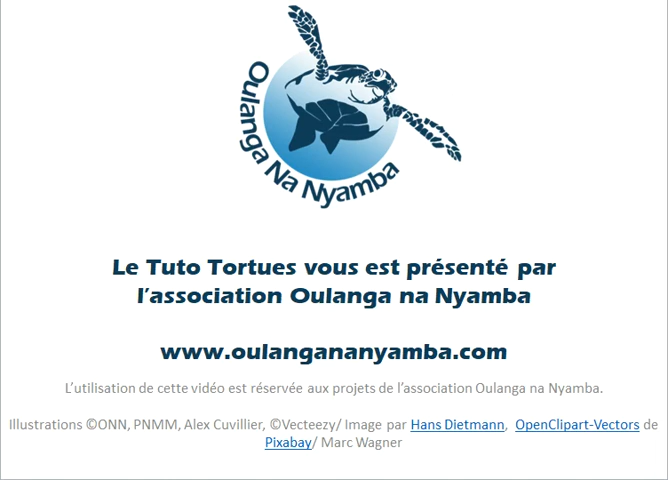 Oulanga Na Nyamba
Le Tuto Tortues vous est présenté par
l'association Oulanga na Nyamba
www.oulangananyamba.com
L'utilisation de cette vidéo est réservée aux projets de l'association Oulanga na Nyamba.
Illustrations ©ONN, PNMM, Alex Cuvillier, ©Vecteezy/ Image par Hans Dietmann, OpenClipart-Vectors de
Pixabay/ Marc Wagner